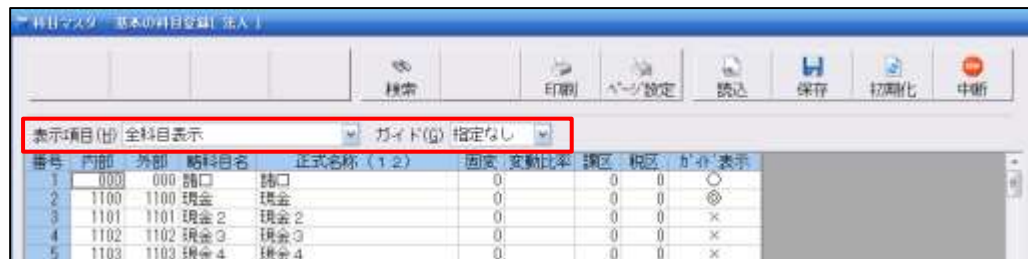 科目マスタ 基本の科目登録[ 法人 ]
検索 印刷 ページ設定 読込 保存 初期化 中断
表示項目(H) 全科目表示 ガイド(G) 指定なし
番号 内部 外部 略科目名 正式名称(12) 固定 変動比率 課区 税区 ガイド表示
1 000 000 諸口 諸口 0 0 0 ○
2 1100 1100 現金 現金 0 0 0 ◎
3 1101 1101 現金2 現金2 0 0 0 ×
4 1102 1102 現金3 現金3 0 0 0 ×
5 1103 1103 現金4 現金4 0 0 0 ×